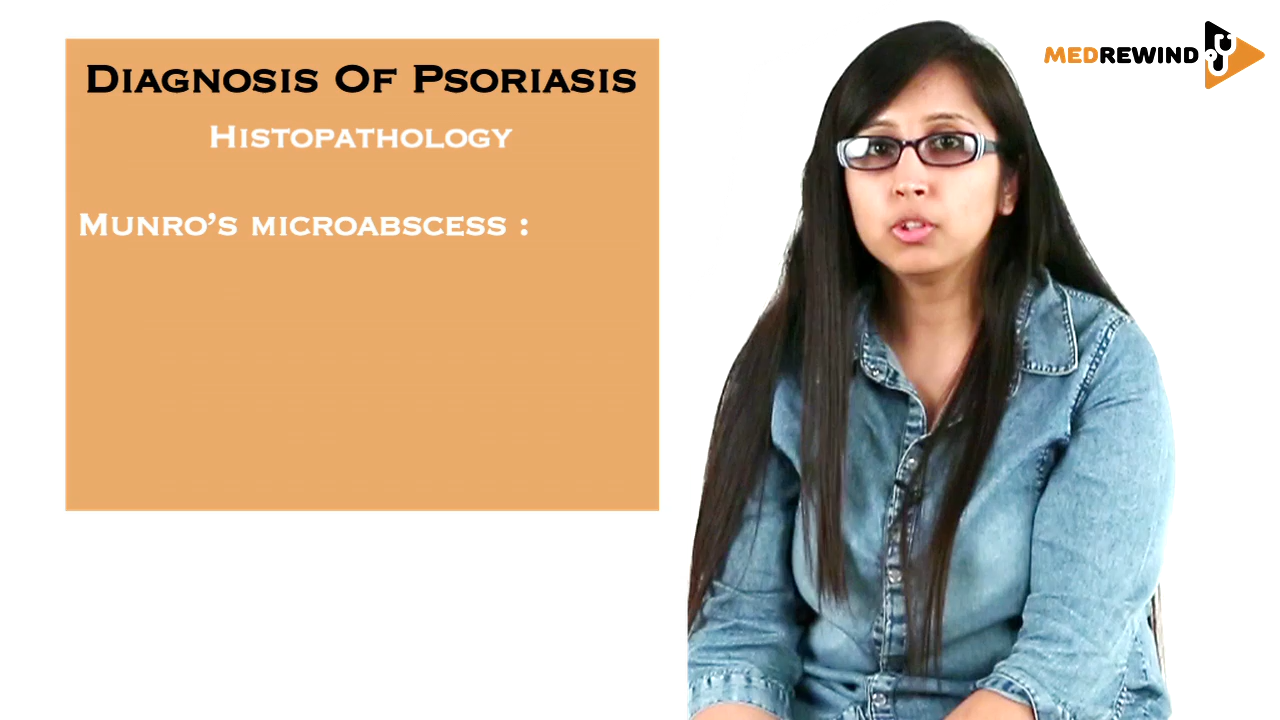 Diagnosis Of Psoriasis
Histopathology
Munro's microabscess :
MEDREWIND